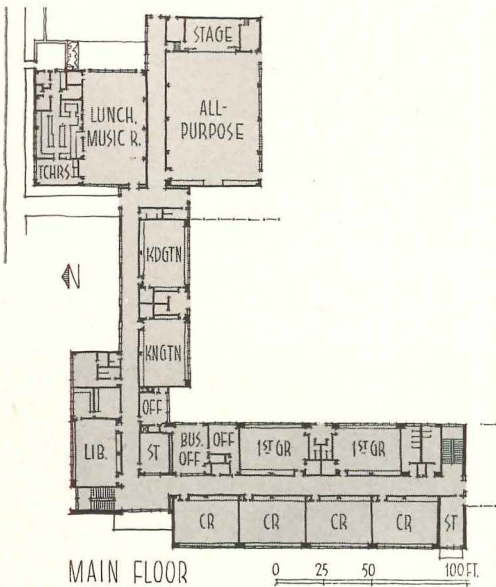 STAGE
LUNCH,
MUSIC R.
ALL-
PURPOSE
TCHRS
KDGTN
N
KNGTN
OFF
LIB.
ST
BUS.
OFF
OFF
1ST GR
1ST GR
CR
CR
CR
CR
ST
MAIN FLOOR
0 25 50 100 FT.